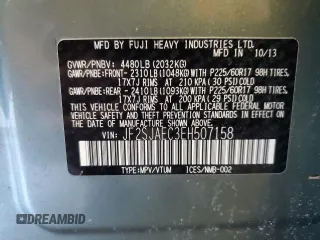 MFD BY FUJI HEAVY INDUSTRIES LTD.
MADE IN 10/13
GVWR/PNBV: 4480LB (2032KG)
GAWR/PNBE:FRONT- 2310LB(1048KG)WITH P225/60R17 98H TIRES,
17X7J RIMS AT 210 KPA (30 PSI)COLD
GAWR/PNBE:REAR - 2410LB(1093KG)WITH P225/60R17 98H TIRES,
17X7J RIMS AT 200 KPA (29 PSI)COLD
THIS VEHICLE CONFORMS TO ALL APPLICABLE FEDERAL MOTOR
VEHICLE SAFETY AND BUMPER STANDARDS IN EFFECT ON THE DATE
OF MANUFACTURE SHOWN ABOVE.
VIN: JF2SJAEC3EH507158
TYPE:MPV/VTUM ICES/NMB-002
DREAMBID